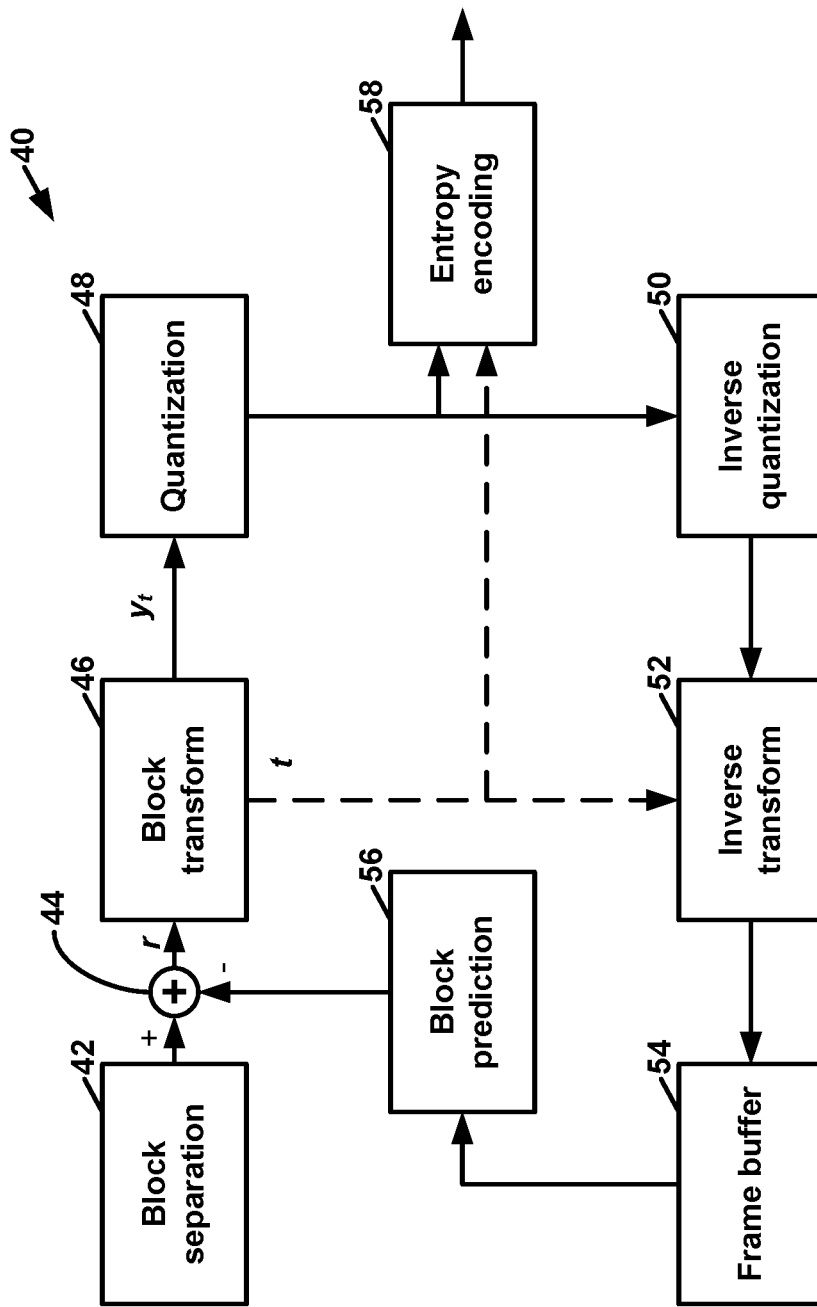 40
42
Block
separation
+
-
44
+
r
46
Block
transform
t
yt
48
Quantization
58
Entropy
encoding
56
Block
prediction
54
Frame buffer
52
Inverse
transform
50
Inverse
quantization